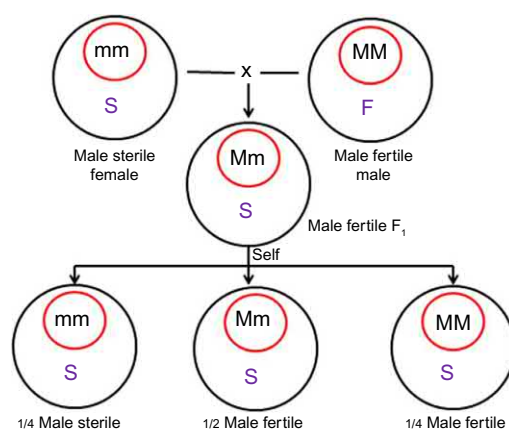 mm
MM
x
S
F
Male sterile
female
Male fertile
male
Mm
S
Male fertile F₁
Self
mm
Mm
MM
S
S
S
1/4 Male sterile
1/2 Male fertile
1/4 Male fertile